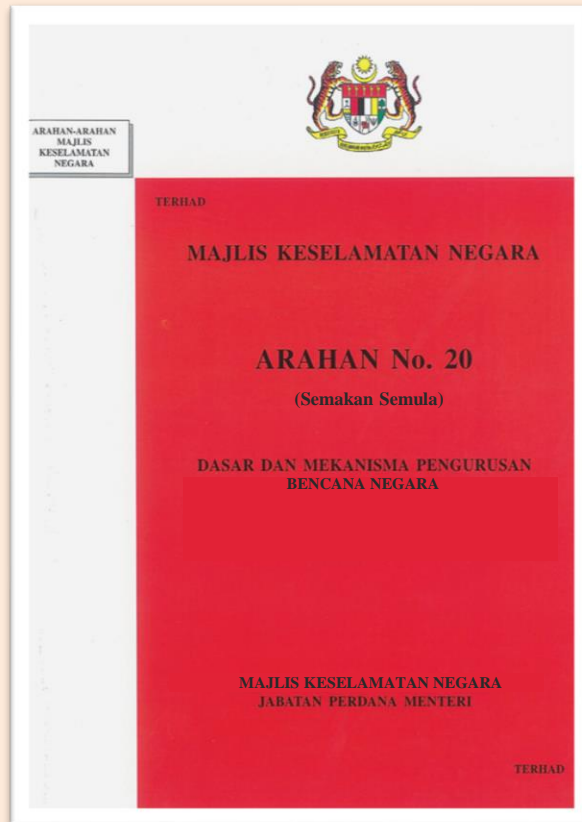 ARAHAN-ARAHAN
MAJLIS
KESELAMATAN
NEGARA
TERHAD
MAJLIS KESELAMATAN NEGARA
ARAHAN No. 20
(Semakan Semula)
DASAR DAN MEKANISMA PENGURUSAN
BENCANA NEGARA
MAJLIS KESELAMATAN NEGARA
JABATAN PERDANA MENTERI
TERHAD